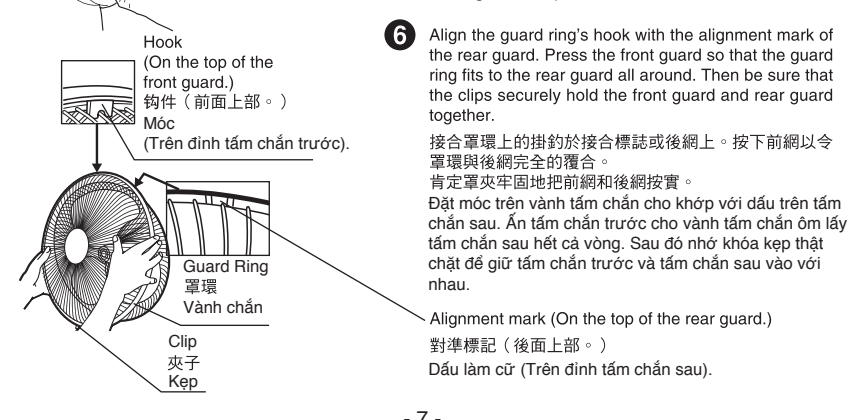 Hook
(On the top of the
front guard.)
钩件（前面上部。）
Móc
(Trên đỉnh tấm chắn trước).
Guard Ring
罩環
Vành chắn
Clip
夾子
Kẹp
6 Align the guard ring's hook with the alignment mark of
the rear guard. Press the front guard so that the guard
ring fits to the rear guard all around. Then be sure that
the clips securely hold the front guard and rear guard
together.
接合罩環上的掛釣於接合標誌或後網上。按下前網以令
罩環與後網完全的覆合。
肯定罩夾牢固地把前網和後網按實。
Đặt móc trên vành tấm chắn cho khớp với dấu trên tấm
chắn sau. Ấn tấm chắn trước cho vành tấm chắn ôm lấy
tấm chắn sau hết cả vòng. Sau đó nhớ khóa kẹp thật
chặt để giữ tấm chắn trước và tấm chắn sau vào với
nhau.
Alignment mark (On the top of the rear guard.)
對準標記（後面上部。）
Dấu làm cữ (Trên đỉnh tấm chắn sau).
- 7 -